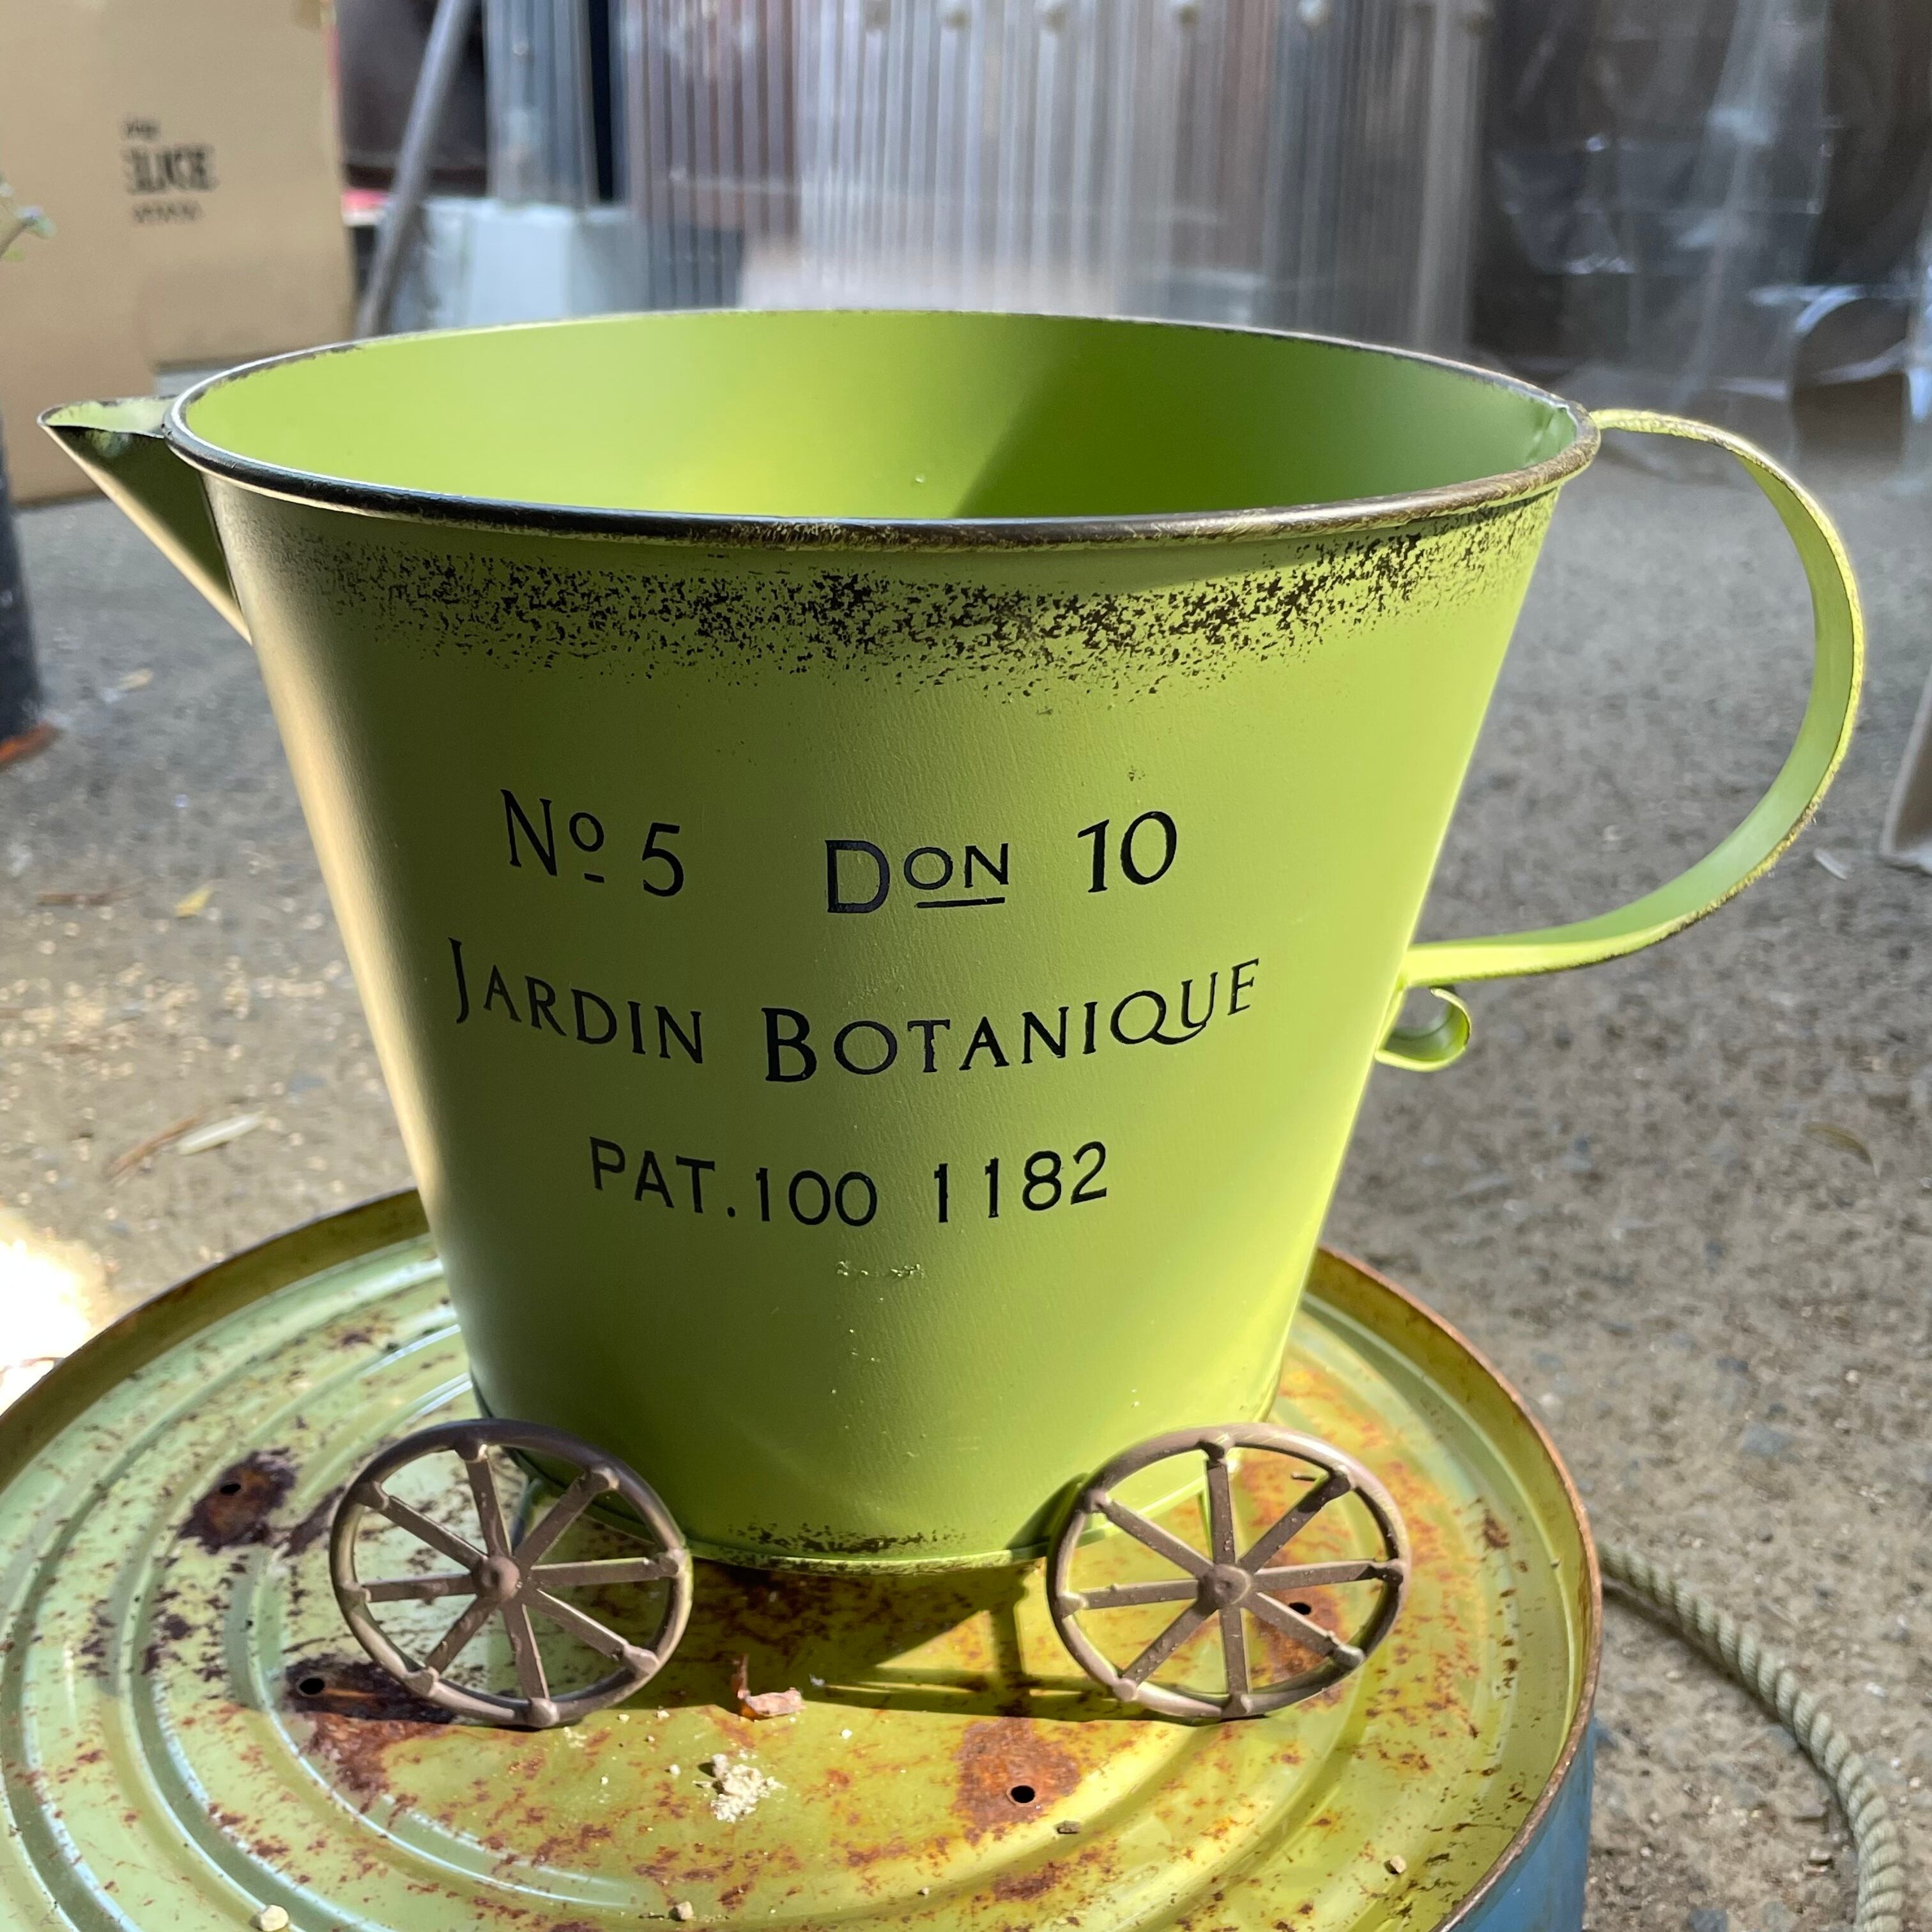 Nº 5 Don 10
JARDIN BOTANIQUE
PAT.100 1182